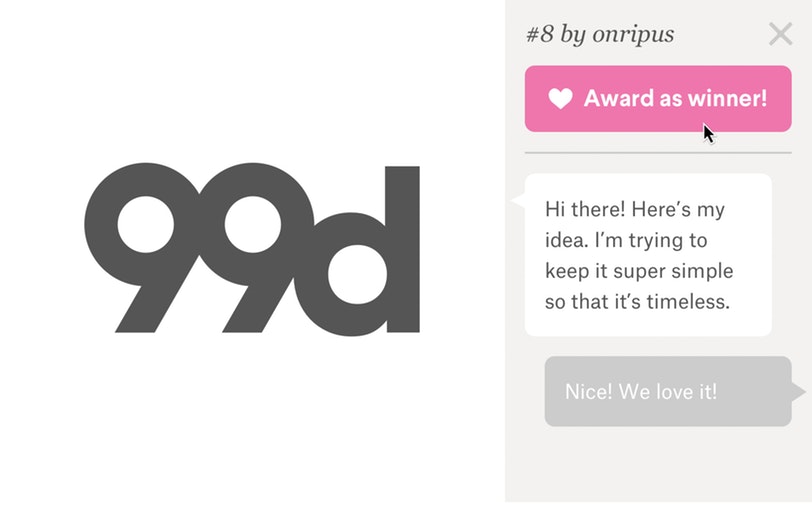 99d
#8 by onripus
Award as winner!
Hi there! Here’s my
idea. I’m trying to
keep it super simple
so that it’s timeless.
Nice! We love it!